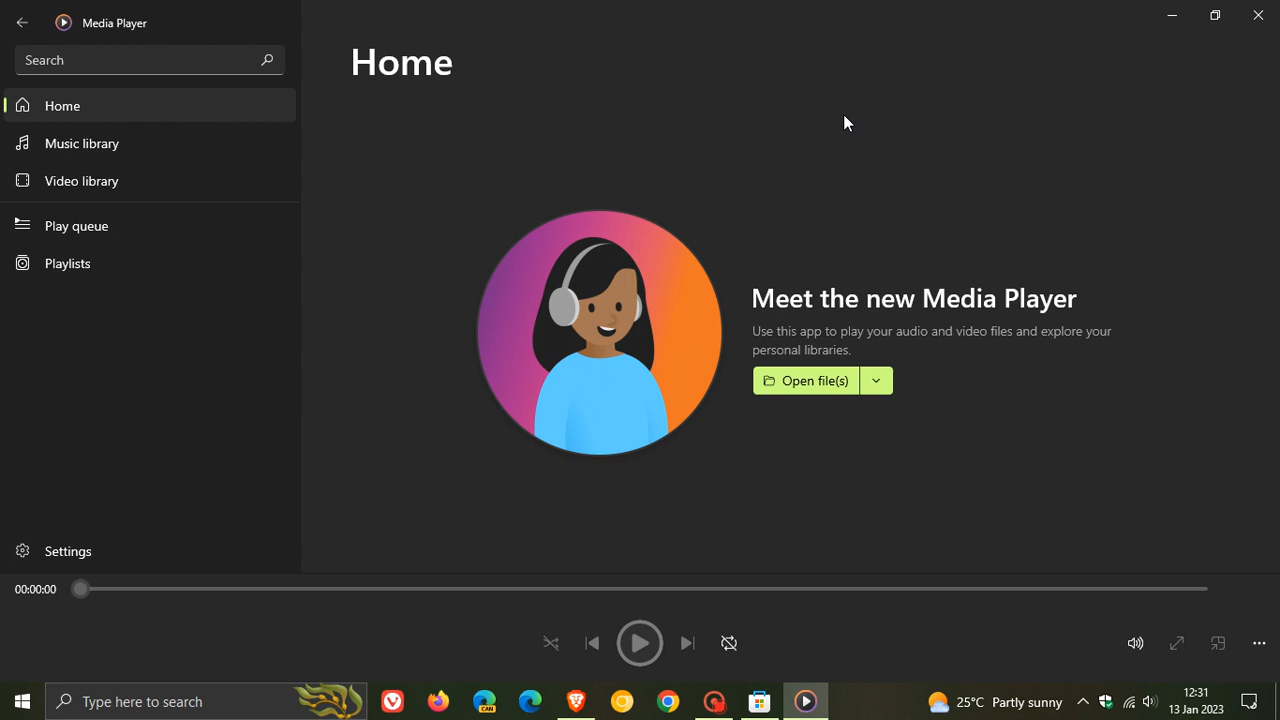 Media Player
Search
Home
Home
Music library
Video library
Play queue
Playlists
Meet the new Media Player
Use this app to play your audio and video files and explore your
personal libraries.
Open file(s)
Settings
00:00:00
Type here to search
CAN
25°C Partly sunny
12:31
13 Jan 2023